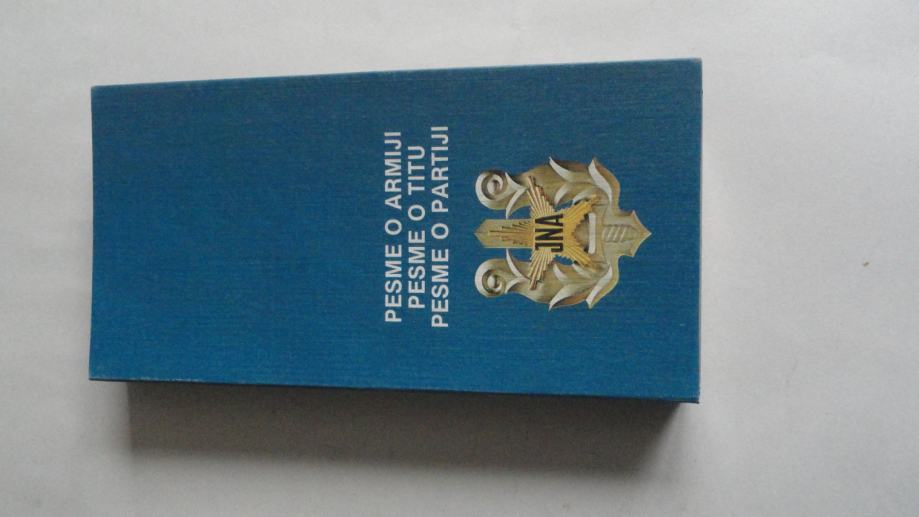 PESME O ARMIJI
PESME O TITU
PESME O PARTIJI
JNA